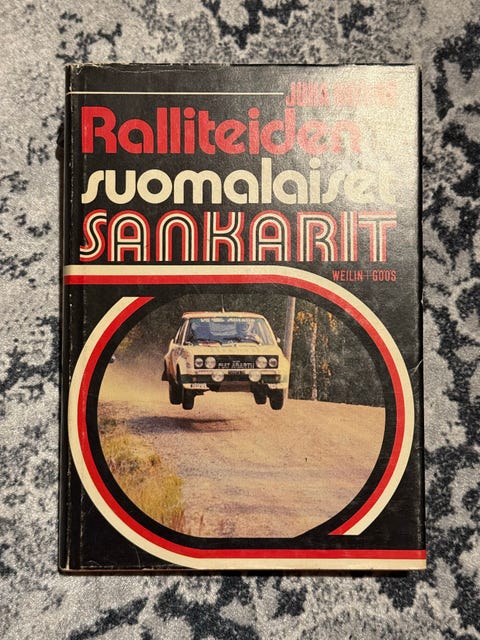 Ralliteiden
suomalaiset
SANKARIT
WEILIN+GÖÖS